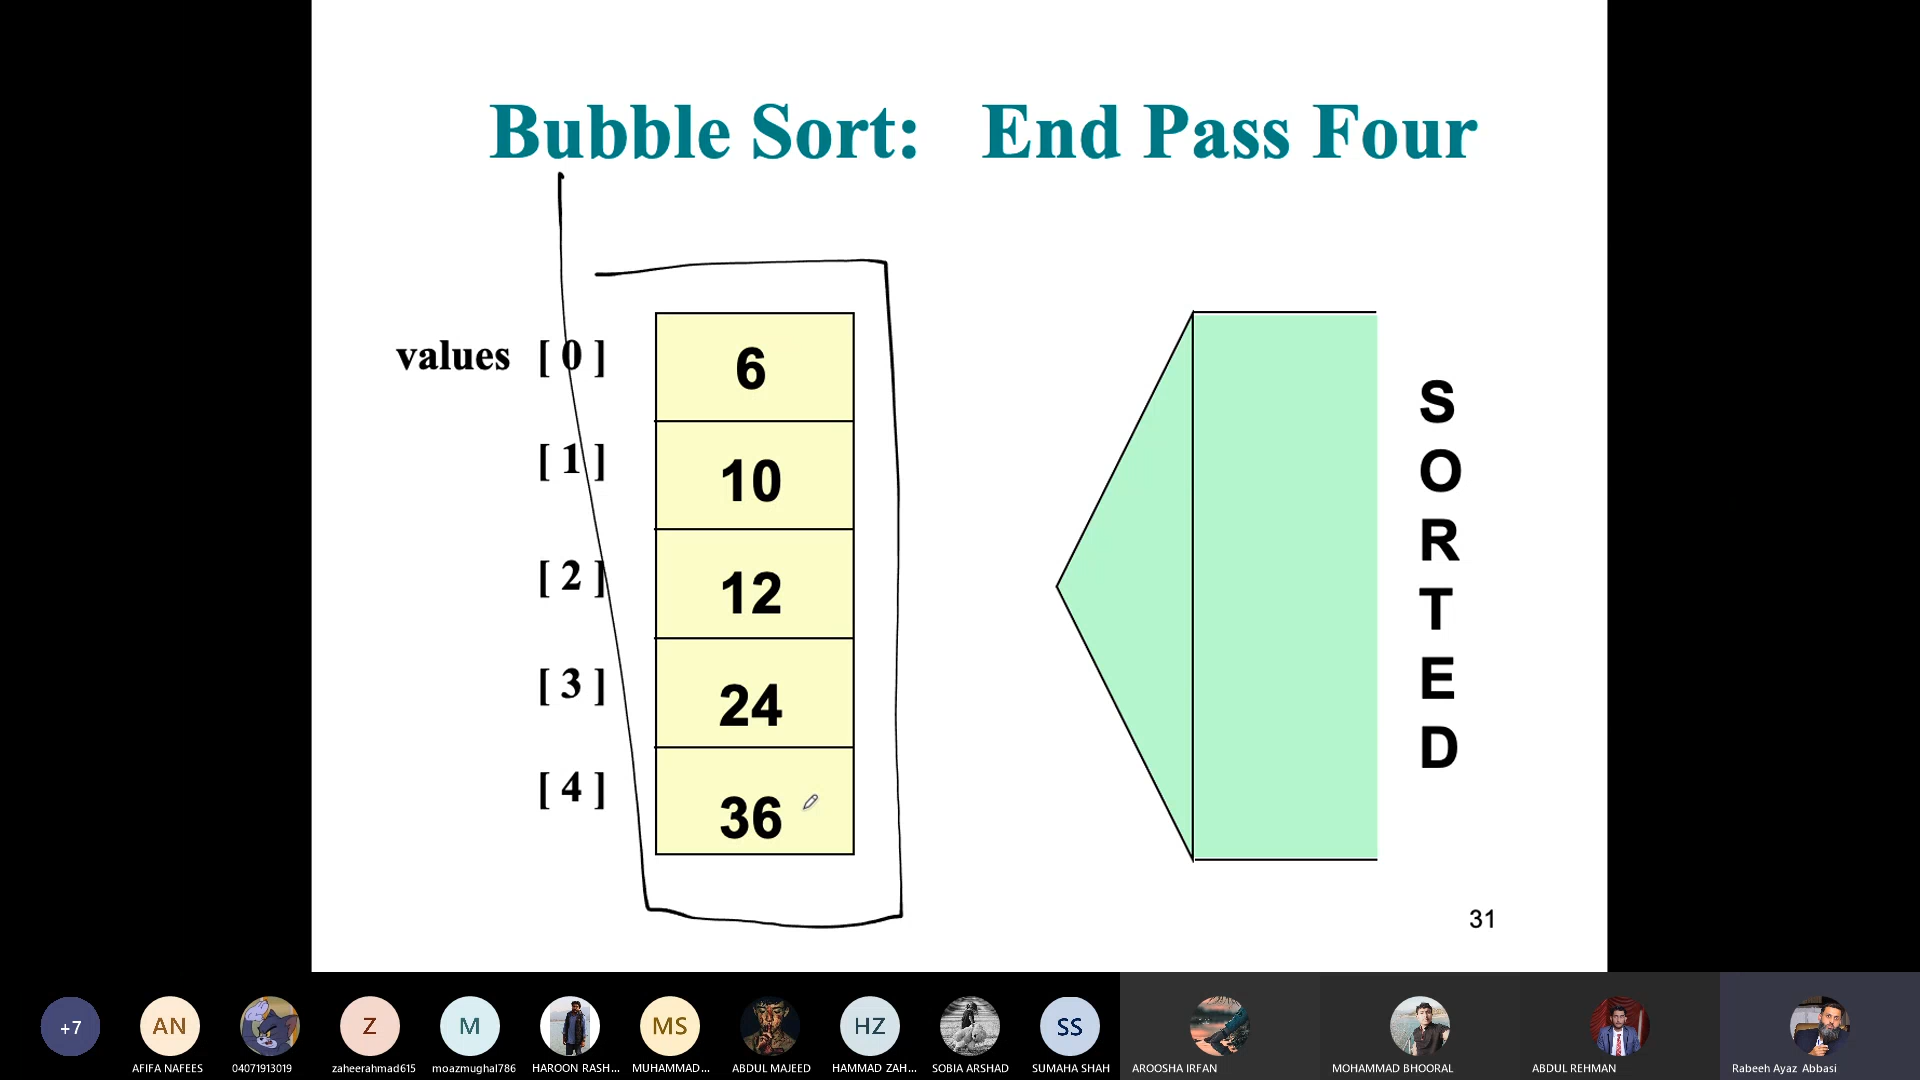 Bubble Sort: End Pass Four
values [ 0 ] 6
[ 1 ] 10
[ 2 ] 12
[ 3 ] 24
[ 4 ] 36
S
O
R
T
E
D
31
+7
AN
Z
M
MS
HZ
SS
AFIFA NAFEES
04071913019
zaheerahmad615
moazmughal786
HAROON RASH...
MUHAMMAD...
ABDUL MAJEED
HAMMAD ZAH...
SOBIA ARSHAD
SUMAHA SHAH
AROOSHA IRFAN
MOHAMMAD BHOORAL
ABDUL REHMAN
Rabeeh Ayaz Abbasi